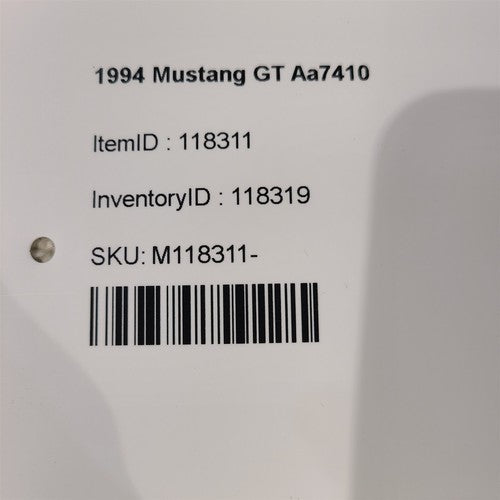 1994 Mustang GT Aa7410
ItemID : 118311
InventoryID : 118319
SKU: M118311-